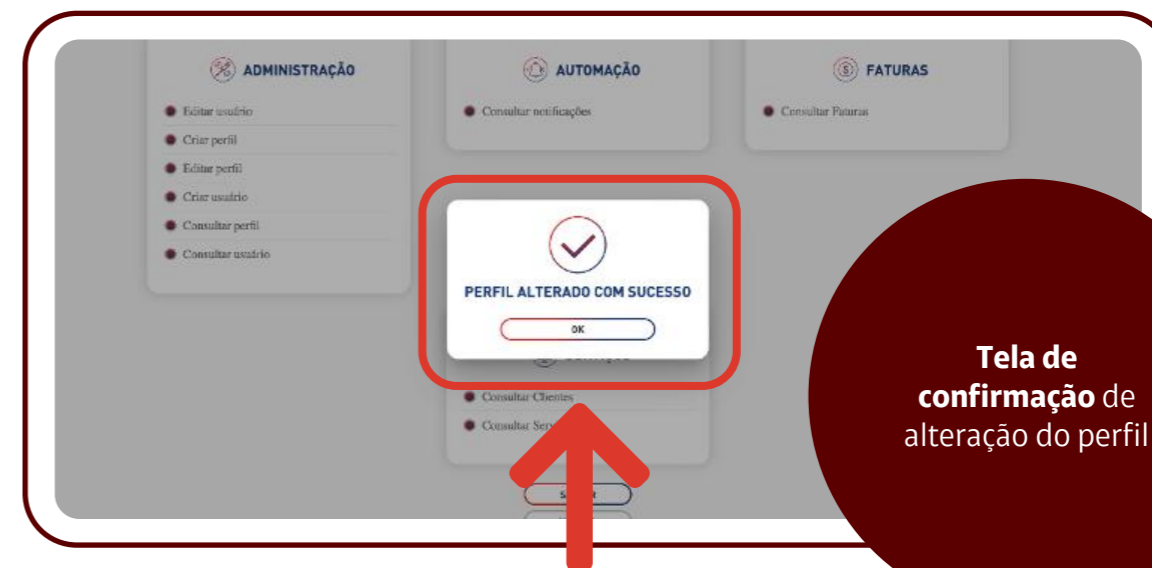 ADMINISTRAÇÃO
Editar usuário
Criar perfil
Editar perfil
Criar usuário
Consultar perfil
Consultar usuário
AUTOMAÇÃO
Consultar notificações
FATURAS
Consultar Faturas
PERFIL ALTERADO COM SUCESSO
OK
Consultar Clientes
Consultar
Tela de
confirmação de
alteração do perfil